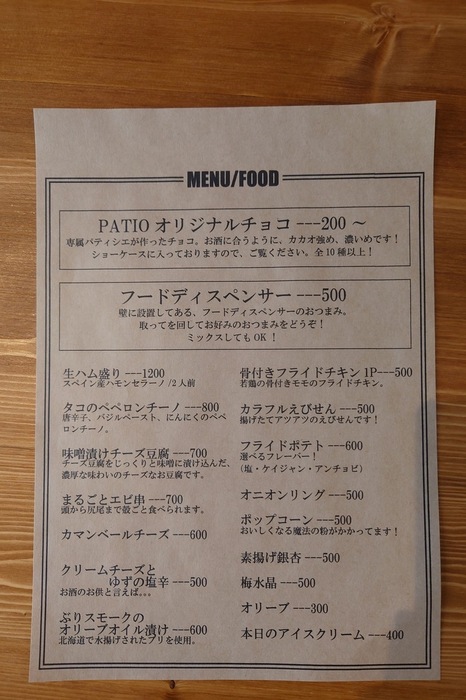 MENU/FOOD
PATIO オリジナルチョコ ---200 ～
専属パティシエが作ったチョコ。お酒に合うように、カカオ強め、濃いめです！
ショーケースに入っておりますので、ご覧ください。全10種以上！
フードディスペンサー ---500
壁に設置してある、フードディスペンサーのおつまみ。
取ってを回してお好みのおつまみをどうぞ！
ミックスしてもOK！
生ハム盛り ---1200
スペイン産ハモンセラーノ /2人前
タコのペペロンチーノ ---800
唐辛子、バジルペースト、にんにくのペペ
ロンチーノ。
味噌漬けチーズ豆腐 ---700
チーズ豆腐をじっくりと味噌に漬け込んだ、
濃厚な味わいのチーズなお豆腐です。
まるごとエビ串 ---700
頭から尻尾まで殻ごと食べられます。
カマンベールチーズ ---600
クリームチーズと
ゆずの塩辛 ---500
お酒のお供と言えば。。。
ぶりスモークの
オリーブオイル漬け ---600
北海道で水揚げされたブリを使用。
骨付きフライドチキン 1P---500
若鶏の骨付きモモのフライドチキン。
カラフルえびせん ---500
揚げたてアツアツのえびせんです！
フライドポテト ---600
選べるフレーバー！
（塩・ケイジャン・アンチョビ）
オニオンリング ---500
ポップコーン ---500
おいしくなる魔法の粉がかかってます！
素揚げ銀杏 ---500
梅水晶 ---500
オリーブ ---300
本日のアイスクリーム ---400